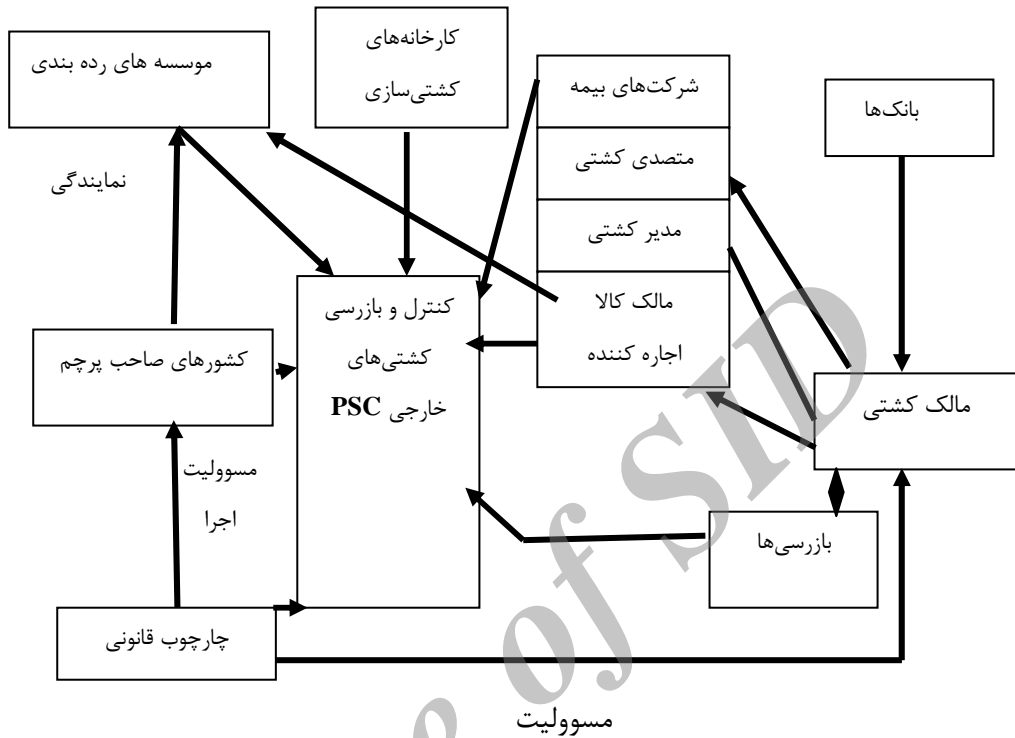 کارخانه‌های
کشتی‌سازی
موسسه های رده بندی
شرکت‌های بیمه
بانک‌ها
متصدی کشتی
نمایندگی
مدیر کشتی
مالک کالا
اجاره کننده
کنترل و بازرسی
کشتی‌های
خارجی PSC
کشورهای صاحب پرچم
مالک کشتی
مسوولیت
اجرا
بازرسی‌ها
چارچوب قانونی
مسوولیت
e of SID